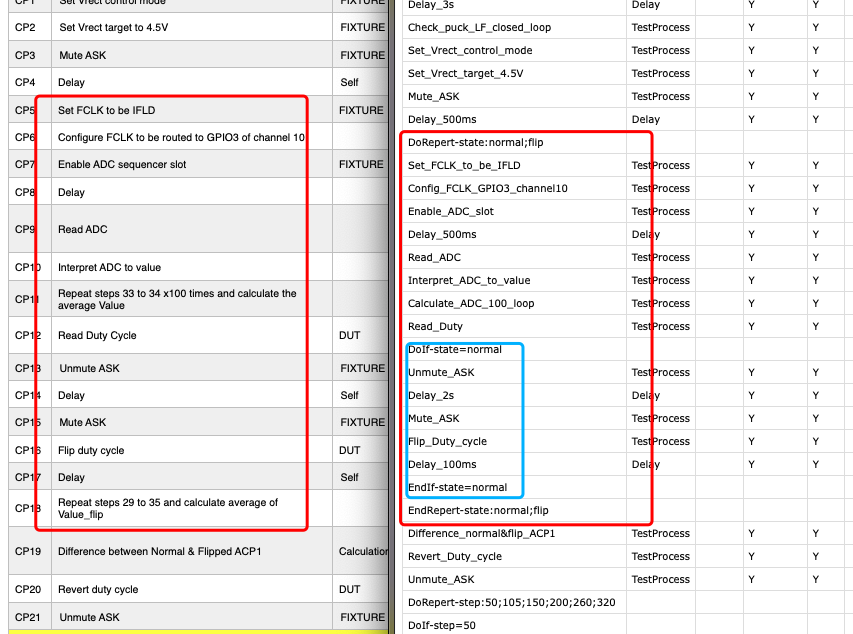 CP1 Set Vrect control mode FIXTURE
CP2 Set Vrect target to 4.5V FIXTURE
CP3 Mute ASK FIXTURE
CP4 Delay Self
CP5 Set FCLK to be IFLD FIXTURE
CP6 Configure FCLK to be routed to GPIO3 of channel 10
CP7 Enable ADC sequencer slot FIXTURE
CP8 Delay
CP9 Read ADC
CP10 Interpret ADC to value
CP11 Repeat steps 33 to 34 x100 times and calculate the
average Value
CP12 Read Duty Cycle DUT
CP13 Unmute ASK FIXTURE
CP14 Delay Self
CP15 Mute ASK FIXTURE
CP16 Flip duty cycle DUT
CP17 Delay Self
CP18 Repeat steps 29 to 35 and calculate average of
Value_flip
CP19 Difference between Normal & Flipped ACP1 Calculation
CP20 Revert duty cycle DUT
CP21 Unmute ASK FIXTURE
Delay_3s Delay Y Y
Check_puck_LF_closed_loop TestProcess Y Y
Set_Vrect_control_mode TestProcess Y Y
Set_Vrect_target_4.5V TestProcess Y Y
Mute_ASK TestProcess Y Y
Delay_500ms Delay Y Y
DoRepert-state:normal;flip
Set_FCLK_to_be_IFLD TestProcess Y Y
Config_FCLK_GPIO3_channel10 TestProcess Y Y
Enable_ADC_slot TestProcess Y Y
Delay_500ms Delay Y Y
Read_ADC TestProcess Y Y
Interpret_ADC_to_value TestProcess Y Y
Calculate_ADC_100_loop TestProcess Y Y
Read_Duty TestProcess Y Y
DoIf-state=normal
Unmute_ASK TestProcess Y Y
Delay_2s Delay Y Y
Mute_ASK TestProcess Y Y
Flip_Duty_cycle TestProcess Y Y
Delay_100ms Delay Y Y
EndIf-state=normal
EndRepert-state:normal;flip
Difference_normal&flip_ACP1 TestProcess Y Y
Revert_Duty_cycle TestProcess Y Y
Unmute_ASK TestProcess Y Y
DoRepert-step:50;105;150;200;260;320
DoIf-step=50